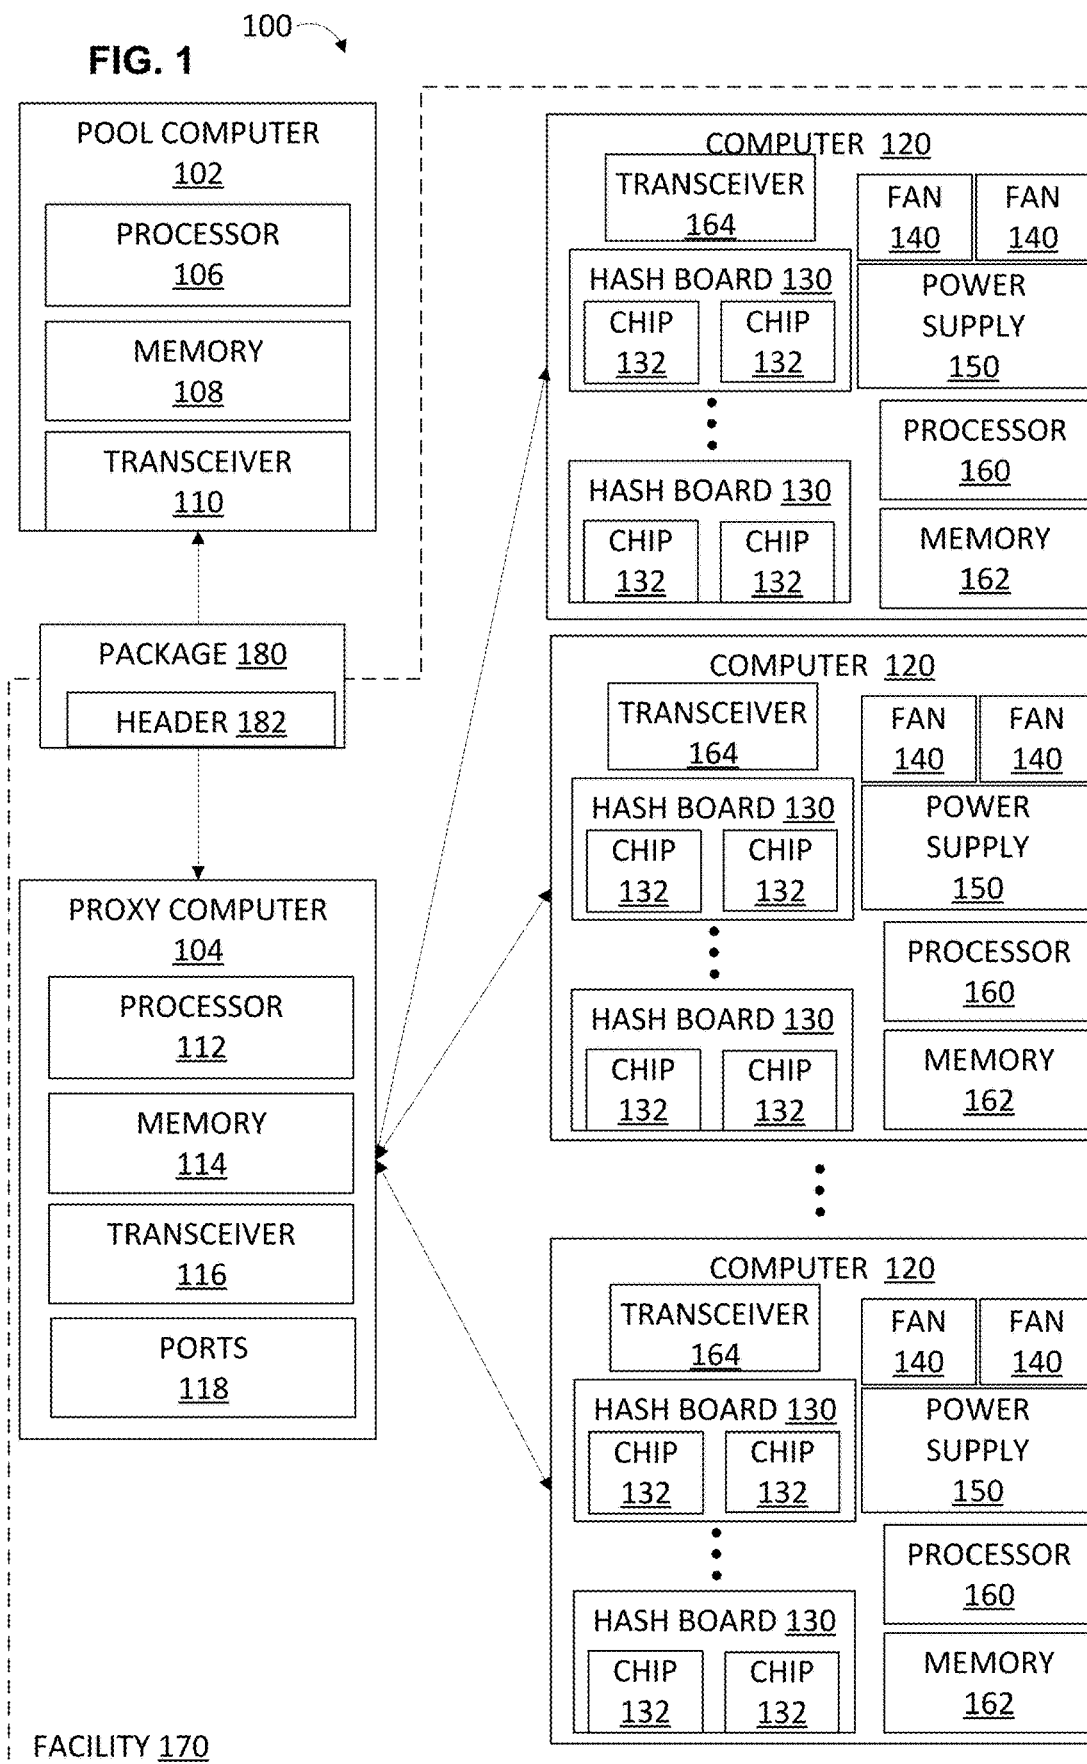 100
FIG. 1
POOL COMPUTER
102
PROCESSOR
106
MEMORY
108
TRANSCEIVER
110
PACKAGE 180
HEADER 182
PROXY COMPUTER
104
PROCESSOR
112
MEMORY
114
TRANSCEIVER
116
PORTS
118
FACILITY 170
COMPUTER 120
TRANSCEIVER
164
FAN
140
FAN
140
HASH BOARD 130
CHIP
132
CHIP
132
POWER
SUPPLY
150
HASH BOARD 130
CHIP
132
CHIP
132
PROCESSOR
160
MEMORY
162
COMPUTER 120
TRANSCEIVER
164
FAN
140
FAN
140
HASH BOARD 130
CHIP
132
CHIP
132
POWER
SUPPLY
150
HASH BOARD 130
CHIP
132
CHIP
132
PROCESSOR
160
MEMORY
162
COMPUTER 120
TRANSCEIVER
164
FAN
140
FAN
140
HASH BOARD 130
CHIP
132
CHIP
132
POWER
SUPPLY
150
HASH BOARD 130
CHIP
132
CHIP
132
PROCESSOR
160
MEMORY
162